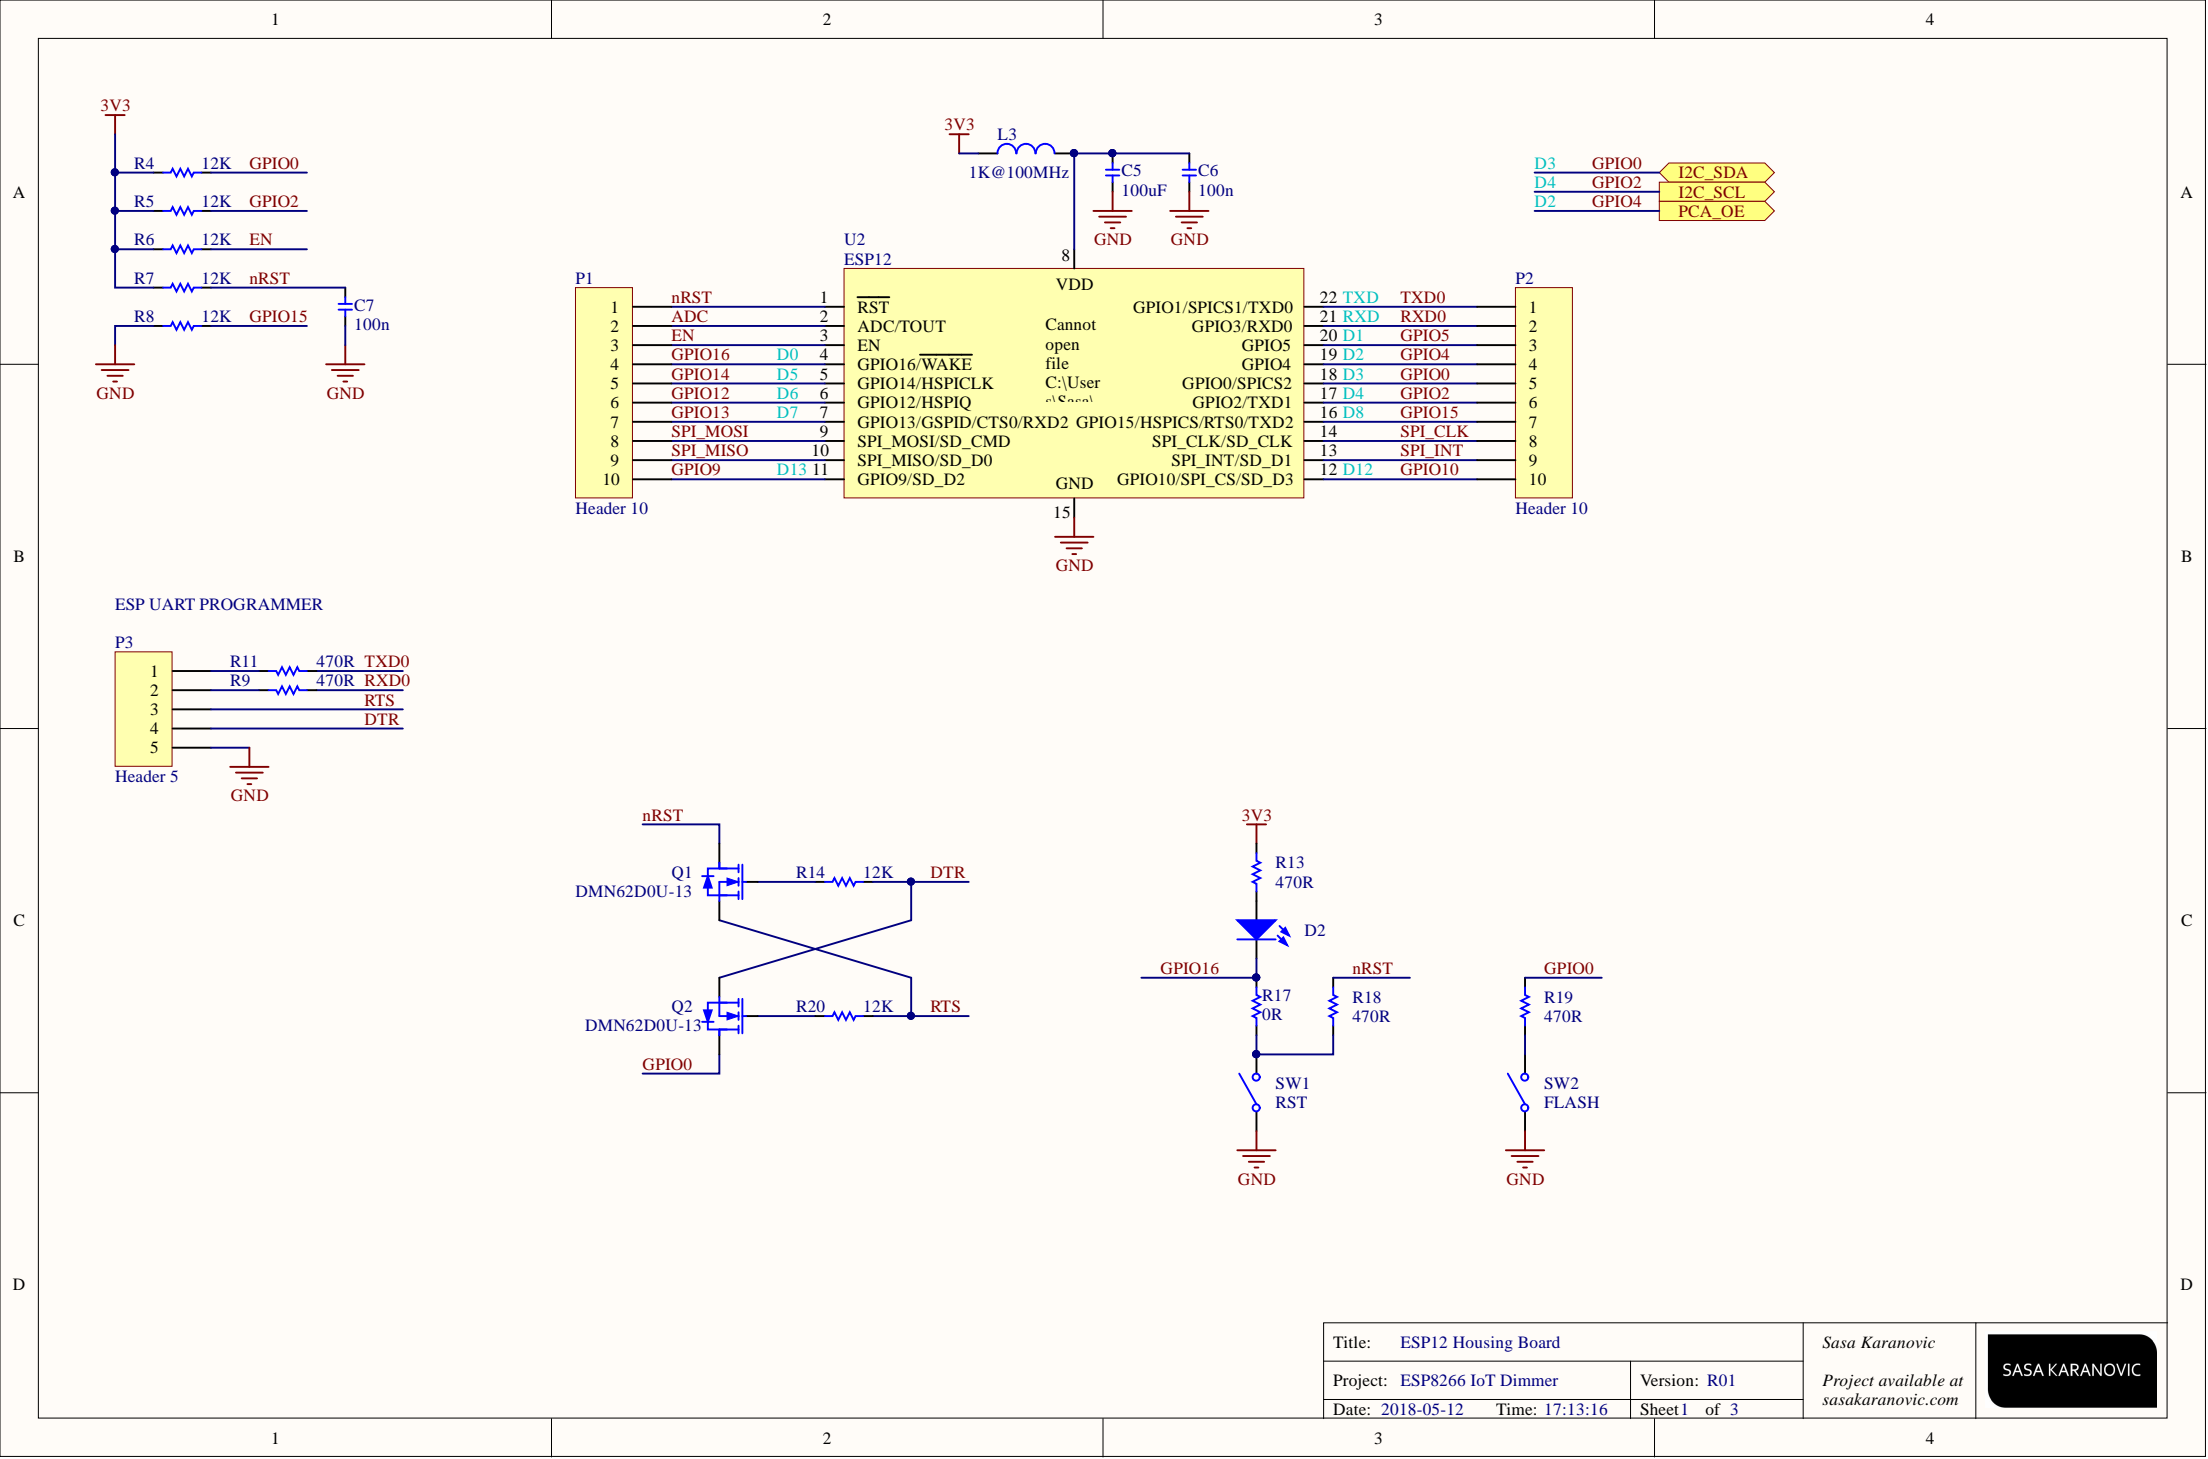 1 2 3 4
A A
B B
C C
D D
1 2 3 4
3V3
R4 12K GPIO0
R5 12K GPIO2
R6 12K EN
R7 12K nRST
C7
100n
R8 12K GPIO15
GND GND
3V3
L3
1K@100MHz
C5
100uF
C6
100n
GND GND
D3 GPIO0 I2C_SDA
D4 GPIO2 I2C_SCL
D2 GPIO4 PCA_OE
U2
ESP12
8
VDD
P1
1 nRST 1 RST
2 ADC 2 ADC/TOUT
3 EN 3 EN
4 GPIO16 D0 4 GPIO16/WAKE
5 GPIO14 D5 5 GPIO14/HSPICLK
6 GPIO12 D6 6 GPIO12/HSPIQ
7 GPIO13 D7 7 GPIO13/GSPID/CTS0/RXD2
8 SPI_MOSI 9 SPI_MOSI/SD_CMD
9 SPI_MISO 10 SPI_MISO/SD_D0
10 GPIO9 D13 11 GPIO9/SD_D2
Header 10
Cannot
open
file
C:\User
s\Sasa\
P2
GPIO1/SPICS1/TXD0 22 TXD TXD0 1
GPIO3/RXD0 21 RXD RXD0 2
GPIO5 20 D1 GPIO5 3
GPIO4 19 D2 GPIO4 4
GPIO0/SPICS2 18 D3 GPIO0 5
GPIO2/TXD1 17 D4 GPIO2 6
GPIO15/HSPICS/RTS0/TXD2 16 D8 GPIO15 7
SPI_CLK/SD_CLK 14 SPI_CLK 8
SPI_INT/SD_D1 13 SPI_INT 9
GPIO10/SPI_CS/SD_D3 12 D12 GPIO10 10
Header 10
GND
15
GND
ESP UART PROGRAMMER
P3
1 R11 470R TXD0
2 R9 470R RXD0
3 RTS
4 DTR
5
Header 5
GND
nRST
Q1
DMN62D0U-13
R14 12K DTR
Q2
DMN62D0U-13
R20 12K RTS
GPIO0
3V3
R13
470R
D2
GPIO16
R17
0R
nRST
R18
470R
SW1
RST
GND
GPIO0
R19
470R
SW2
FLASH
GND
Title: ESP12 Housing Board
Project: ESP8266 IoT Dimmer Version: R01
Date: 2018-05-12 Time: 17:13:16 Sheet 1 of 3
Sasa Karanovic
Project available at
sasakaranovic.com
SASA KARANOVIC